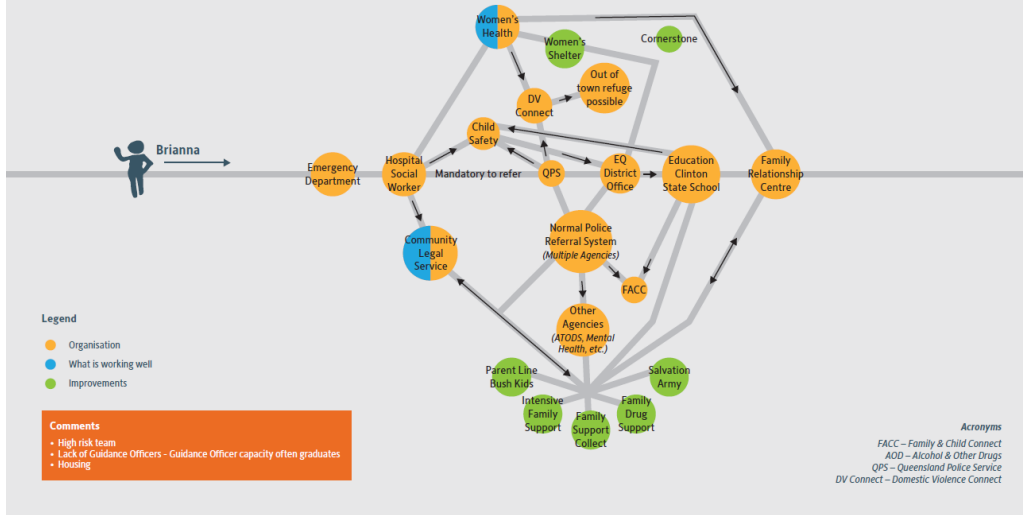 Women's
Health
Women's
Shelter
Cornerstone
Out of
town refuge
possible
DV
Connect
Child
Safety
Brianna
Emergency
Department
Hospital
Social
Worker
Mandatory to refer
QPS
EQ
District
Office
Education
Clinton
State School
Family
Relationship
Centre
Community
Legal
Service
Normal Police
Referral System
(Multiple Agencies)
FACC
Other
Agencies
(ATODS, Mental
Health, etc.)
Parent Line
Bush Kids
Intensive
Family
Support
Family
Support
Collect
Family
Drug
Support
Salvation
Army
Legend
Organisation
What is working well
Improvements
Comments
• High risk team
• Lack of Guidance Officers – Guidance Officer capacity often graduates
• Housing
Acronyms
FACC – Family & Child Connect
AOD – Alcohol & Other Drugs
QPS – Queensland Police Service
DV Connect – Domestic Violence Connect